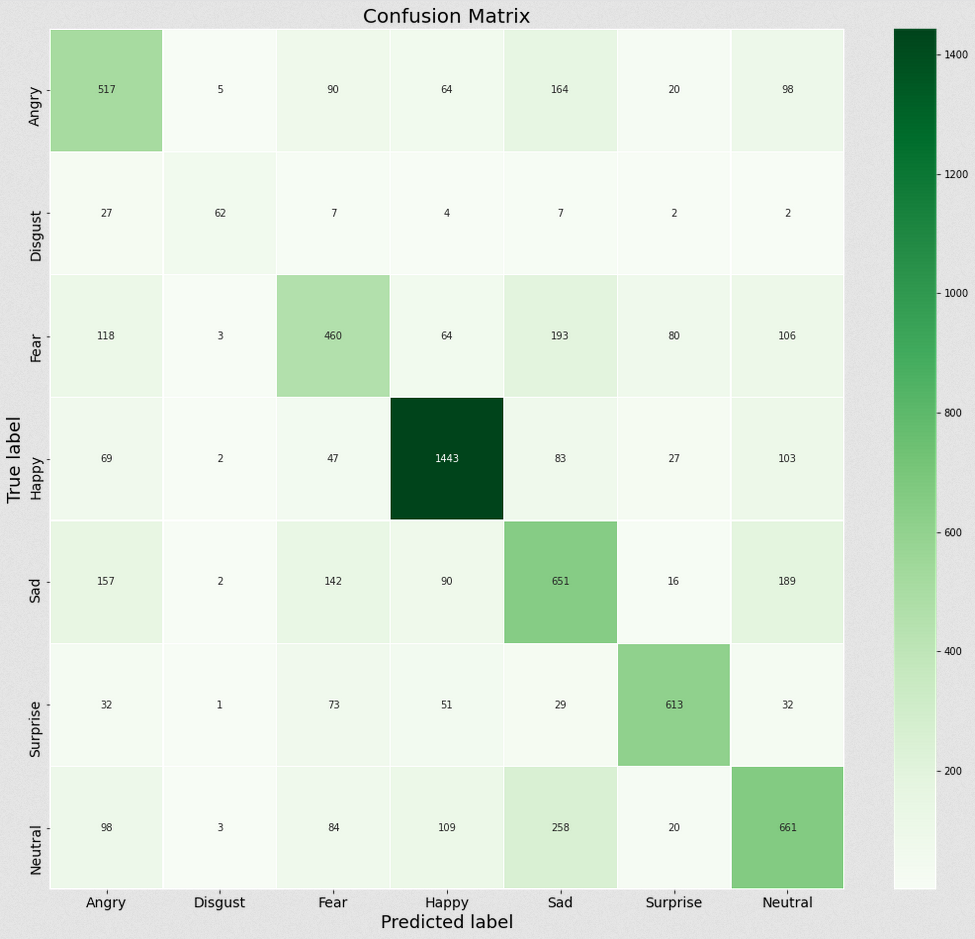 Confusion Matrix
Angry 517 5 90 64 164 20 98
Disgust 27 62 7 4 7 2 2
Fear 118 3 460 64 193 80 106
Happy 69 2 47 1443 83 27 103
Sad 157 2 142 90 651 16 189
Surprise 32 1 73 51 29 613 32
Neutral 98 3 84 109 258 20 661
Angry Disgust Fear Happy Sad Surprise Neutral
Predicted label
True label
1400
1200
1000
800
600
400
200